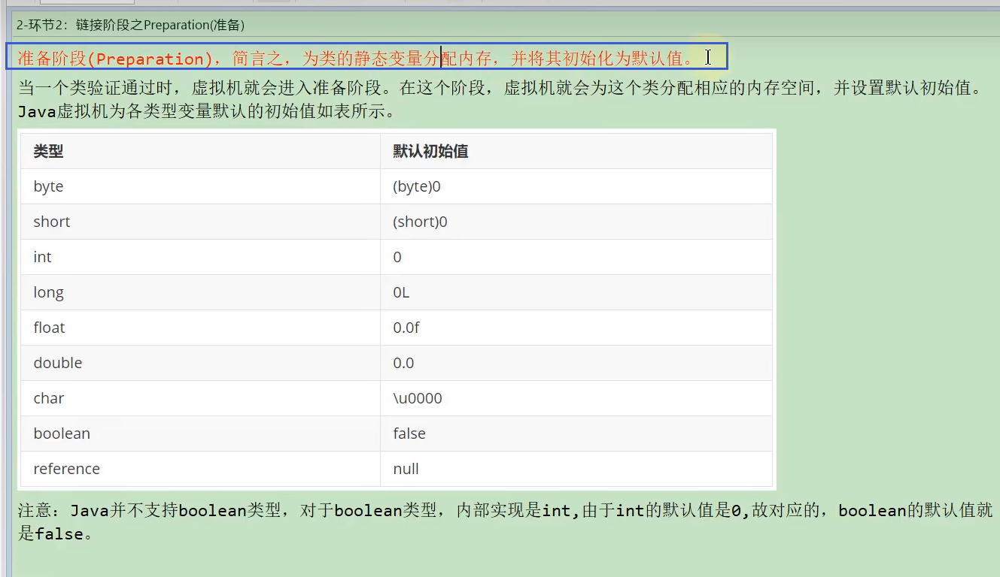 2-环节2：链接阶段之Preparation(准备)
准备阶段(Preparation)，简言之，为类的静态变量分配内存，并将其初始化为默认值。
当一个类验证通过时，虚拟机就会进入准备阶段。在这个阶段，虚拟机就会为这个类分配相应的内存空间，并设置默认初始值。
Java虚拟机为各类型变量默认的初始值如表所示。
类型 默认初始值
byte (byte)0
short (short)0
int 0
long 0L
float 0.0f
double 0.0
char \u0000
boolean false
reference null
注意：Java并不支持boolean类型，对于boolean类型，内部实现是int,由于int的默认值是0,故对应的，boolean的默认值就
是false。